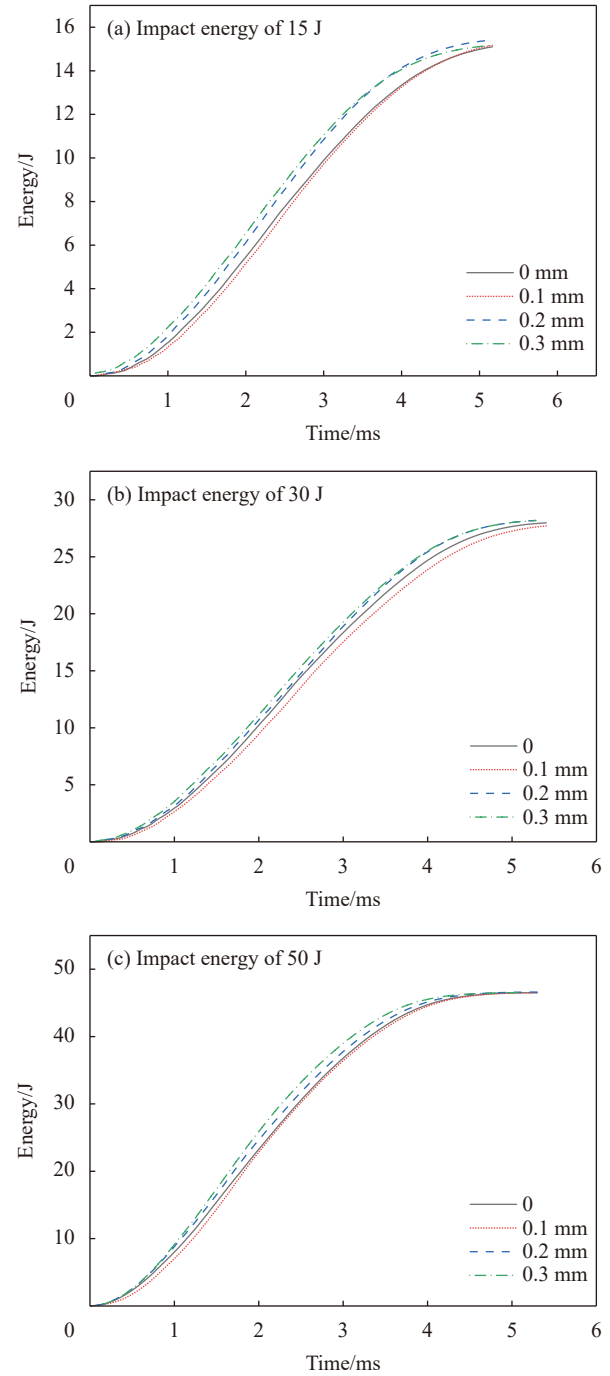 (a) Impact energy of 15 J
16
14
12
10
8
6
4
2
0
Energy/J
0 mm
0.1 mm
0.2 mm
0.3 mm
1 2 3 4 5 6
Time/ms
(b) Impact energy of 30 J
30
25
20
15
10
5
0
Energy/J
0
0.1 mm
0.2 mm
0.3 mm
1 2 3 4 5 6
Time/ms
(c) Impact energy of 50 J
50
40
30
20
10
0
Energy/J
0
0.1 mm
0.2 mm
0.3 mm
1 2 3 4 5 6
Time/ms